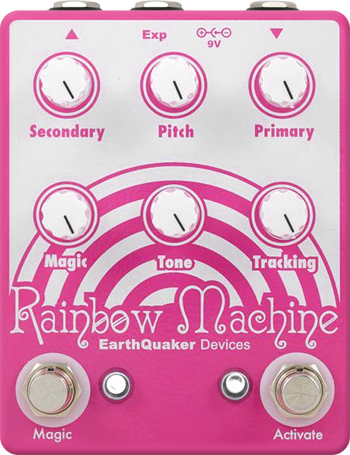 Exp
9V
Secondary Pitch Primary
Magic Tone Tracking
Rainbow Machine
EarthQuaker Devices
Magic Activate